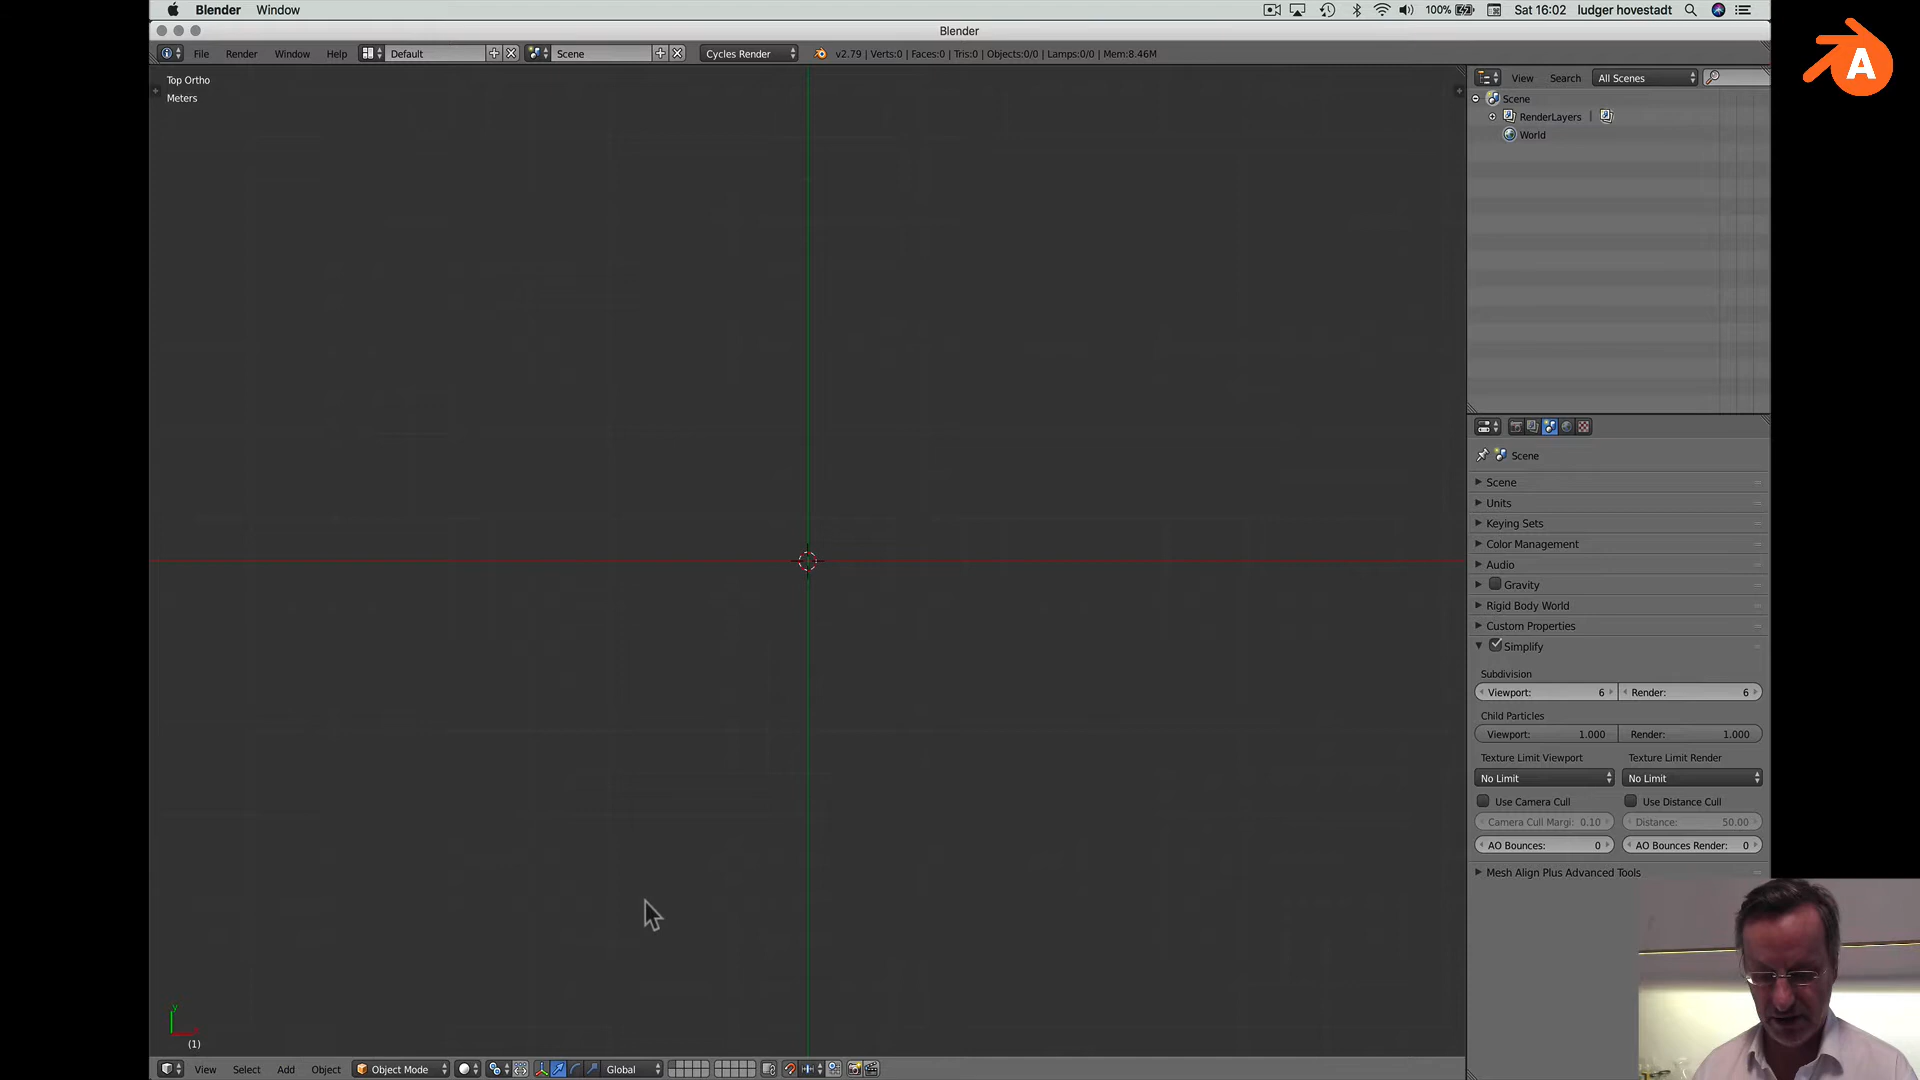 Blender Window 100% Sat 16:02 ludger hovestadt
Blender
File Render Window Help Default Scene Cycles Render v2.79 | Verts:0 | Faces:0 | Tris:0 | Objects:0/0 | Lamps:0/0 | Mem:8.46M
Top Ortho
Meters
View Search All Scenes
Scene
RenderLayers |
World
Scene
Scene
Units
Keying Sets
Color Management
Audio
Gravity
Rigid Body World
Custom Properties
Simplify
Subdivision
Viewport: 6 Render: 6
Child Particles
Viewport: 1.000 Render: 1.000
Texture Limit Viewport Texture Limit Render
No Limit No Limit
Use Camera Cull Use Distance Cull
Camera Cull Margi: 0.10 Distance: 50.00
AO Bounces: 0 AO Bounces Render: 0
Mesh Align Plus Advanced Tools
y
x
(1)
View Select Add Object Object Mode Global
A